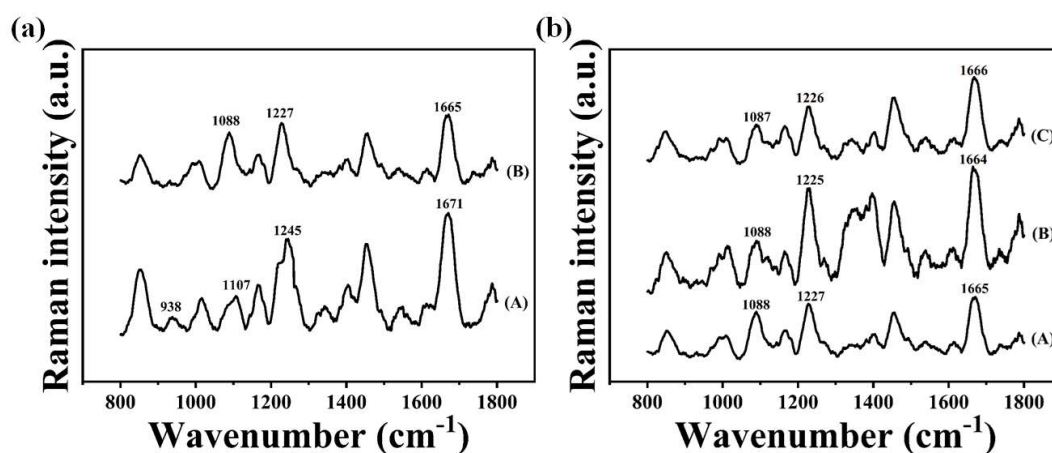 (a)
Raman intensity (a.u.)
1088
1227
1665
(B)
938
1107
1245
1671
(A)
800 1000 1200 1400 1600 1800
Wavenumber (cm-1)
(b)
Raman intensity (a.u.)
1087
1226
1666
(C)
1088
1225
1664
(B)
1088
1227
1665
(A)
800 1000 1200 1400 1600 1800
Wavenumber (cm-1)